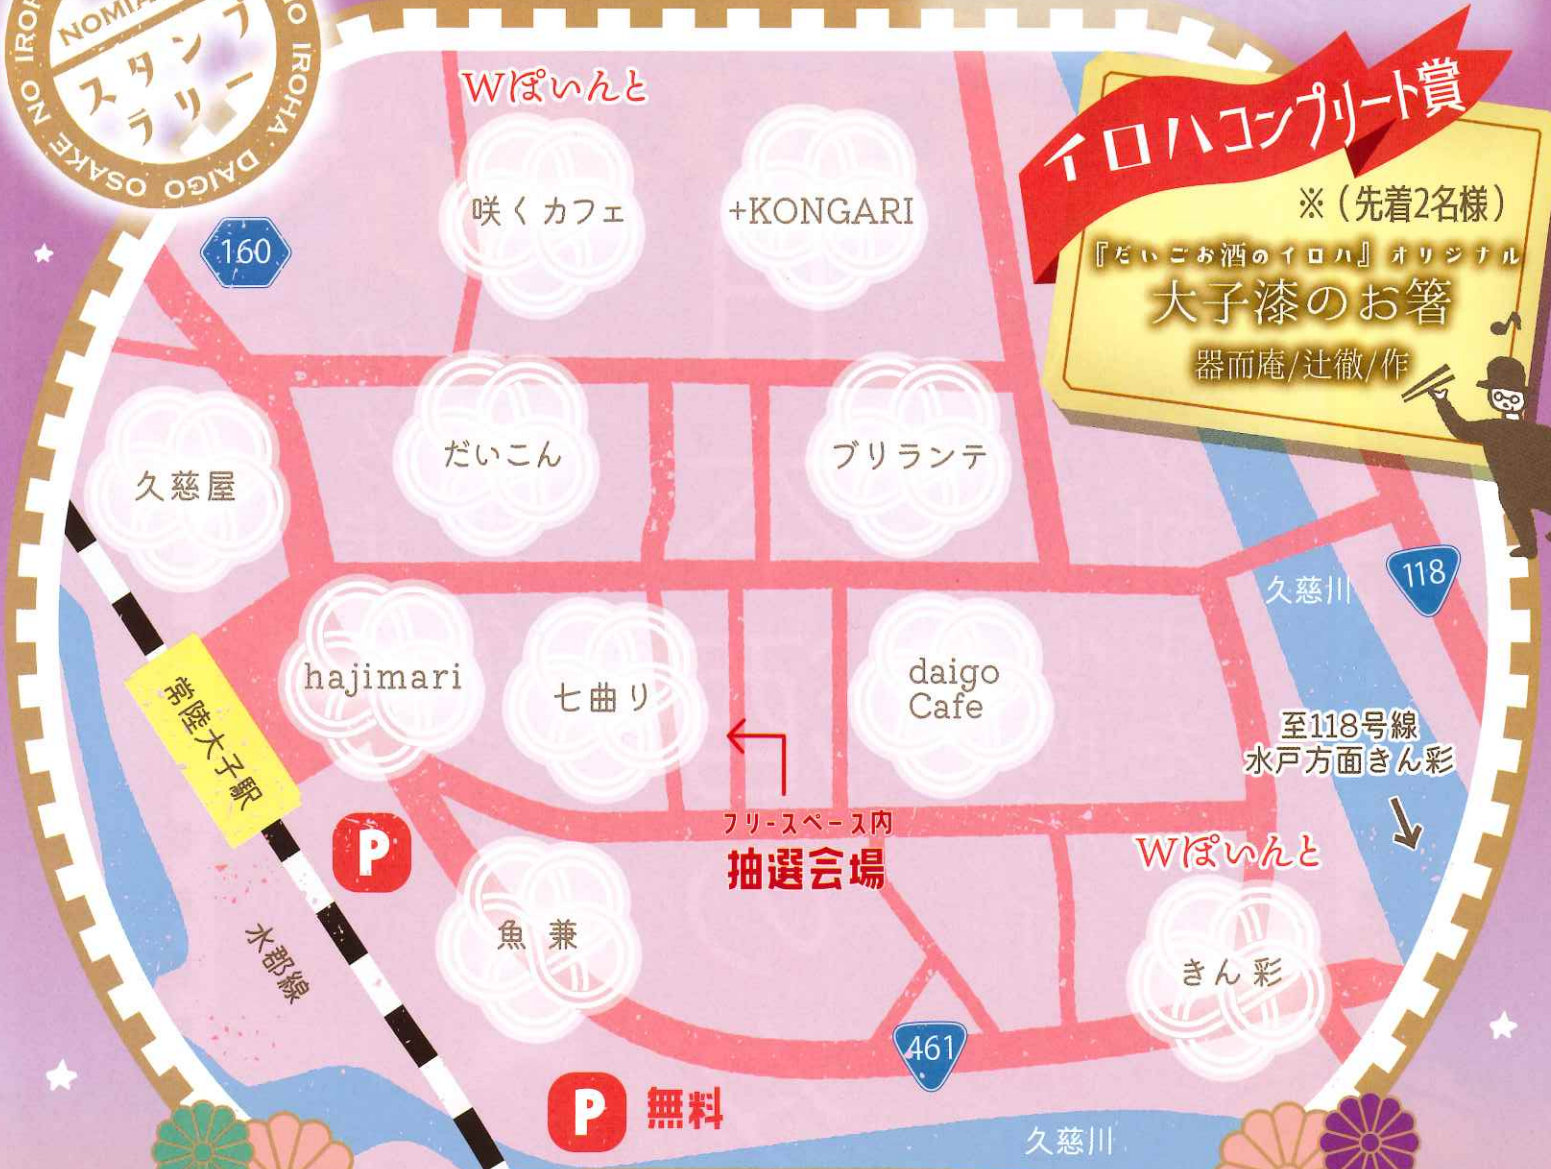 NOMIA
スタンプ
ラリー
NO IROHA DAIGO OSAKE NO IROH
Wぽいんと
咲くカフェ
+KONGARI
160
イロハコンプリート賞
※(先着2名様)
『だいごお酒のイロハ』オリジナル
大子漆のお箸
器而庵/辻徹/作
久慈屋
だいこん
ブリランテ
久慈川
118
hajimari
七曲り
daigo
Cafe
常陸大子駅
至118号線
水戸方面きん彩
P
フリースペース内
抽選会場
Wぽいんと
魚兼
きん彩
水郡線
461
P 無料
久慈川